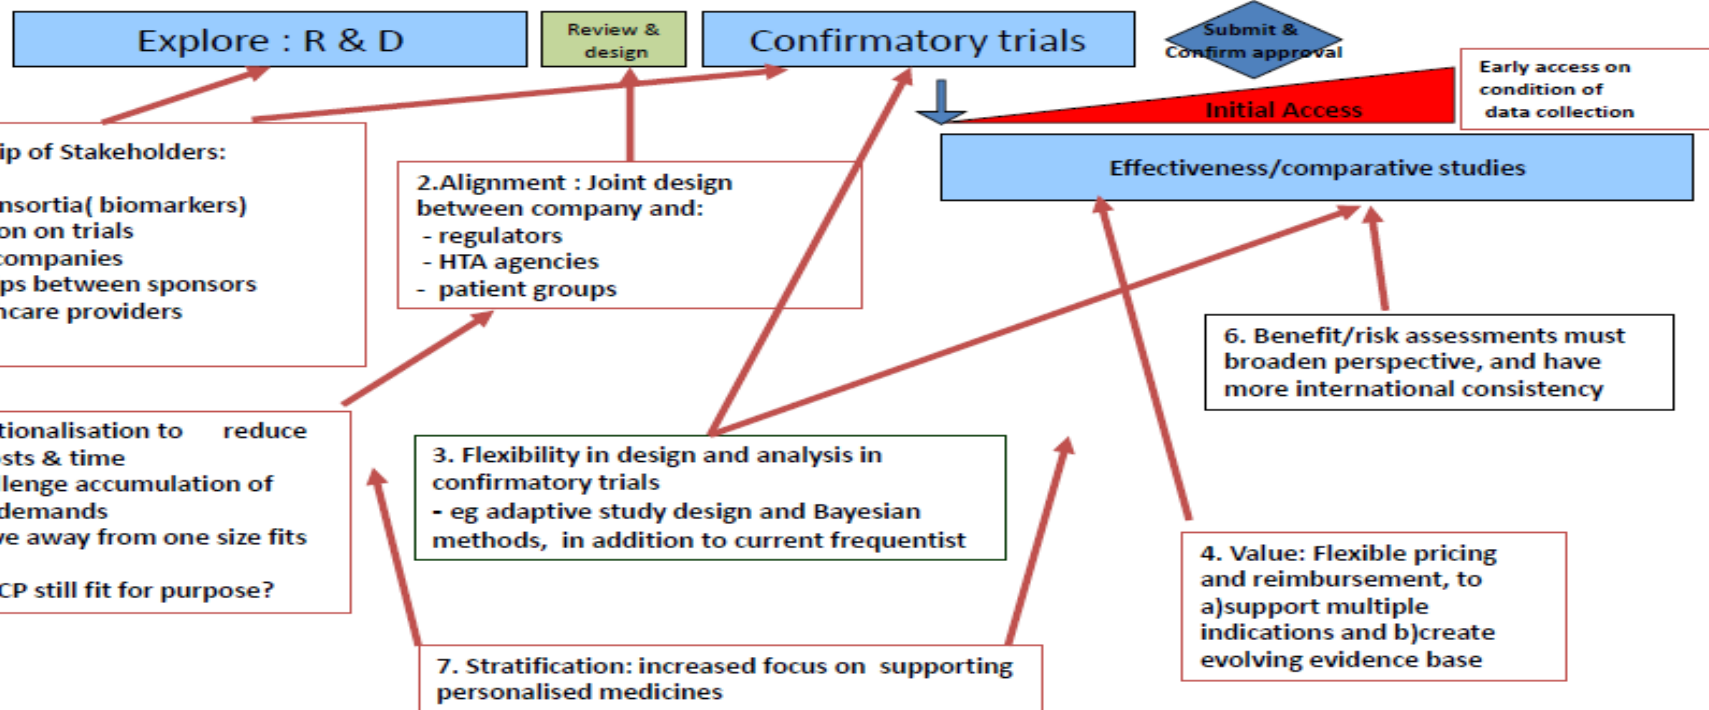 Explore : R & D
Review &
design
Confirmatory trials
Submit &
Confirm approval
Early access on
condition of
data collection
Initial Access
Effectiveness/comparative studies
ip of Stakeholders:
nsortia( biomarkers)
on on trials
companies
ps between sponsors
ncare providers
2.Alignment : Joint design
between company and:
- regulators
- HTA agencies
- patient groups
6. Benefit/risk assessments must
broaden perspective, and have
more international consistency
tionalisation to reduce
sts & time
llenge accumulation of
demands
ve away from one size fits
CP still fit for purpose?
3. Flexibility in design and analysis in
confirmatory trials
- eg adaptive study design and Bayesian
methods, in addition to current frequentist
4. Value: Flexible pricing
and reimbursement, to
a)support multiple
indications and b)create
evolving evidence base
7. Stratification: increased focus on supporting
personalised medicines